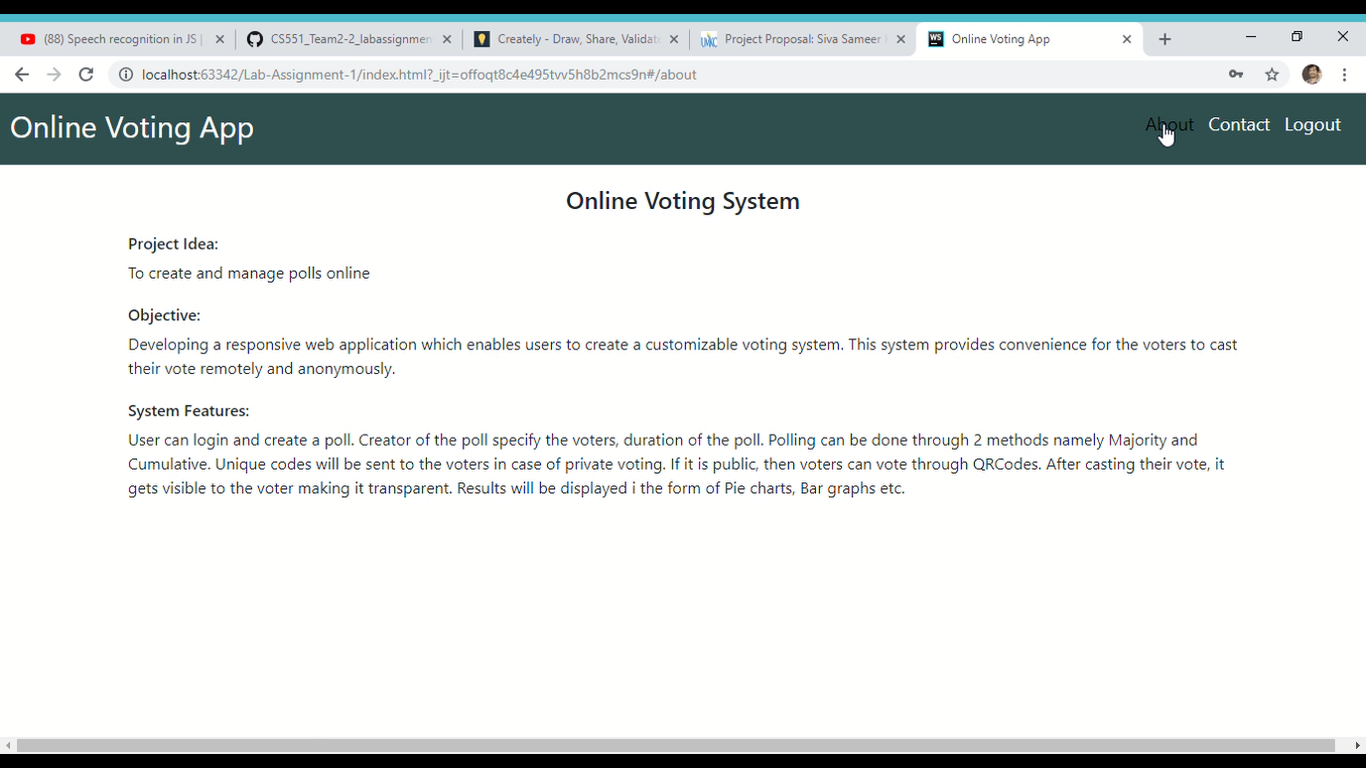 (88) Speech recognition in JS |
CS551_Team2-2_labassignmen
Creately - Draw, Share, Validat
Project Proposal: Siva Sameer
Online Voting App
localhost:63342/Lab-Assignment-1/index.html?_ijt=offoqt8c4e495tvv5h8b2mcs9n#/about
Online Voting App
About Contact Logout
Online Voting System
Project Idea:
To create and manage polls online
Objective:
Developing a responsive web application which enables users to create a customizable voting system. This system provides convenience for the voters to cast
their vote remotely and anonymously.
System Features:
User can login and create a poll. Creator of the poll specify the voters, duration of the poll. Polling can be done through 2 methods namely Majority and
Cumulative. Unique codes will be sent to the voters in case of private voting. If it is public, then voters can vote through QRCodes. After casting their vote, it
gets visible to the voter making it transparent. Results will be displayed i the form of Pie charts, Bar graphs etc.